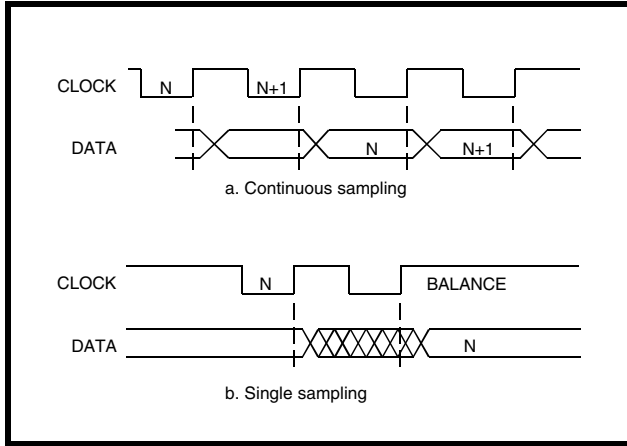 CLOCK N N+1
DATA N N+1
a. Continuous sampling
CLOCK N BALANCE
DATA N
b. Single sampling